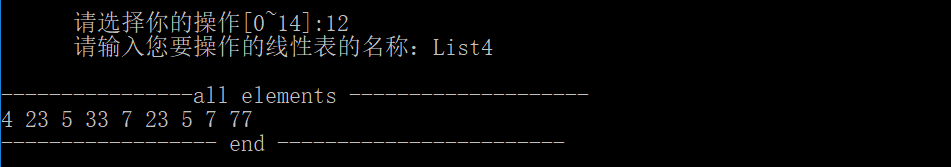 请选择你的操作[0~14]:12
请输入您要操作的线性表的名称：List4
----------------all elements --------------------
4 23 5 33 7 23 5 7 77
------------------ end ------------------------